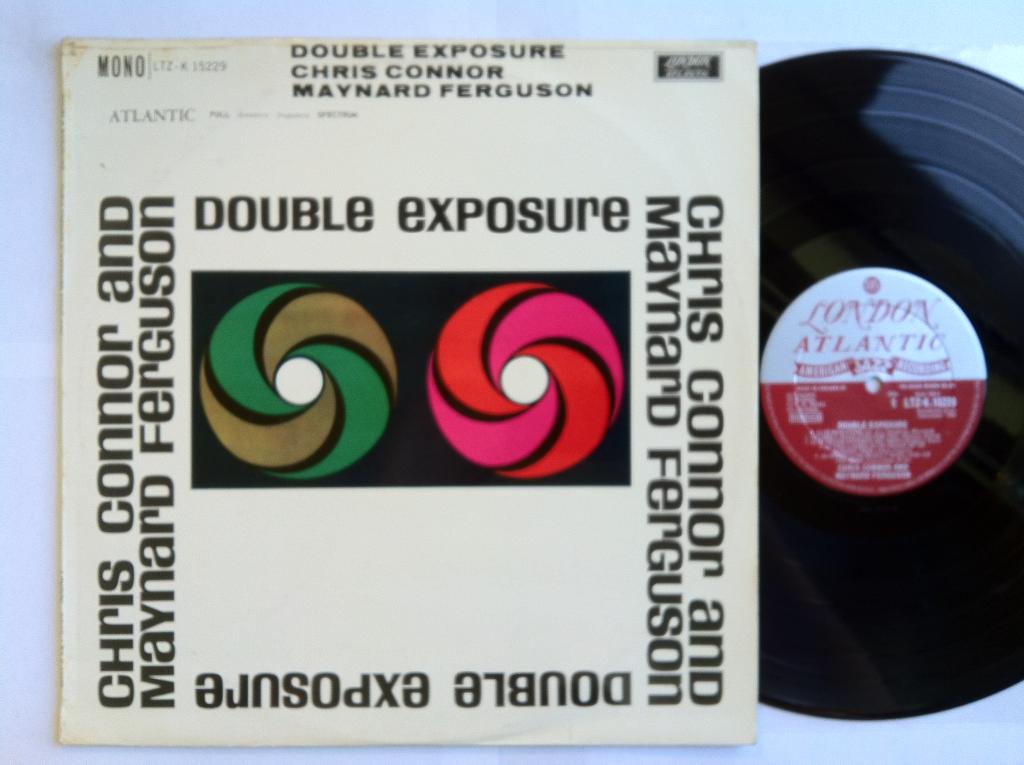 DOUBLE EXPOSURE
CHRIS CONNOR
MAYNARD FERGUSON
MONO LTZ-K 15229
LONDON
ATLANTIC FULL SPECTRUM
DOUBLE exposure
CHris connor and
maynard Ferguson
CHris connor and
maynard Ferguson
DOUBLE exposure
LONDON
ATLANTIC
AMERICAN JAZZ RECORDING
1 LTZ-K.15229
DOUBLE EXPOSURE
CHRIS CONNOR AND
MAYNARD FERGUSON